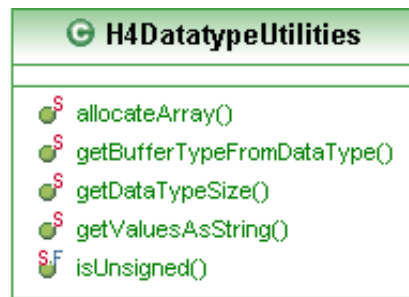 C H4DatatypeUtilities
S allocateArray()
S getBufferTypeFromDataType()
S getDataTypeSize()
S getValuesAsString()
S F isUnsigned()